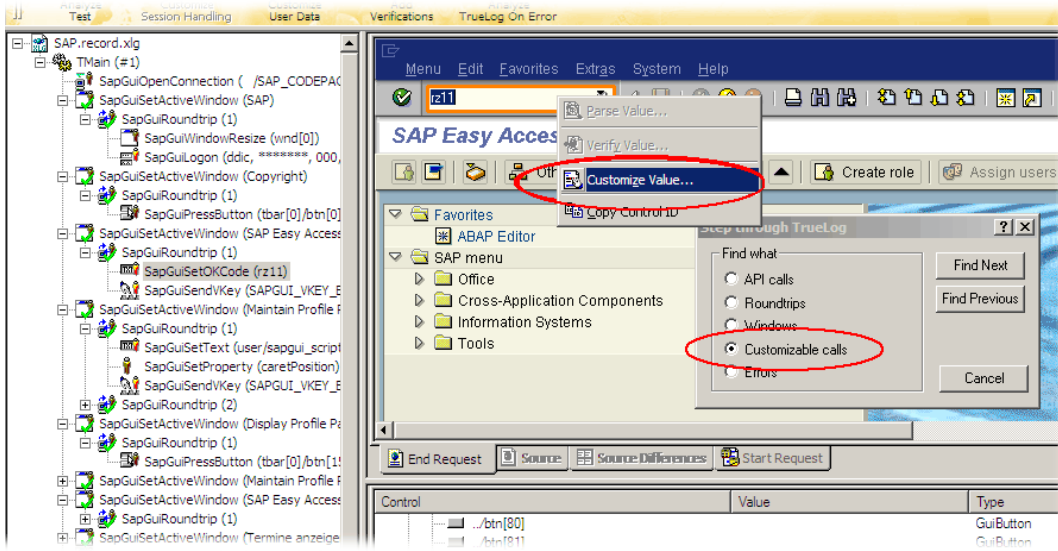 Test
Session Handling
User Data
Verifications
TrueLog On Error
SAP.record.xlg
TMain (#1)
SapGuiOpenConnection ( /SAP_CODEPAG
SapGuiSetActiveWindow (SAP)
SapGuiRoundtrip (1)
SapGuiWindowResize (wnd[0])
SapGuiLogon (ddic, *******, 000,
SapGuiSetActiveWindow (Copyright)
SapGuiRoundtrip (1)
SapGuiPressButton (tbar[0]/btn[0]
SapGuiSetActiveWindow (SAP Easy Access
SapGuiRoundtrip (1)
SapGuiSetOKCode (rz11)
SapGuiSendVKey (SAPGUI_VKEY_E
SapGuiSetActiveWindow (Maintain Profile P
SapGuiRoundtrip (1)
SapGuiSetText (user/sapgui_script
SapGuiSetProperty (caretPosition)
SapGuiSendVKey (SAPGUI_VKEY_E
SapGuiRoundtrip (2)
SapGuiSetActiveWindow (Display Profile Pa
SapGuiRoundtrip (1)
SapGuiPressButton (tbar[0]/btn[1
SapGuiSetActiveWindow (Maintain Profile P
SapGuiSetActiveWindow (SAP Easy Access
SapGuiRoundtrip (1)
SapGuiSetActiveWindow (Termine anzeige
Menu Edit Favorites Extras System Help
rz11
SAP Easy Acces
Parse Value...
Verify Value...
Customize Value...
Copy Control ID
Oth
Create role
Assign users
Favorites
ABAP Editor
SAP menu
Office
Cross-Application Components
Information Systems
Tools
Step through TrueLog
Find what
API calls
Roundtrips
Windows
Customizable calls
Errors
Find Next
Find Previous
Cancel
End Request
Source
Source Differences
Start Request
Control
Value
Type
../btn[80]
GuiButton
../btn[81]
GuiButton